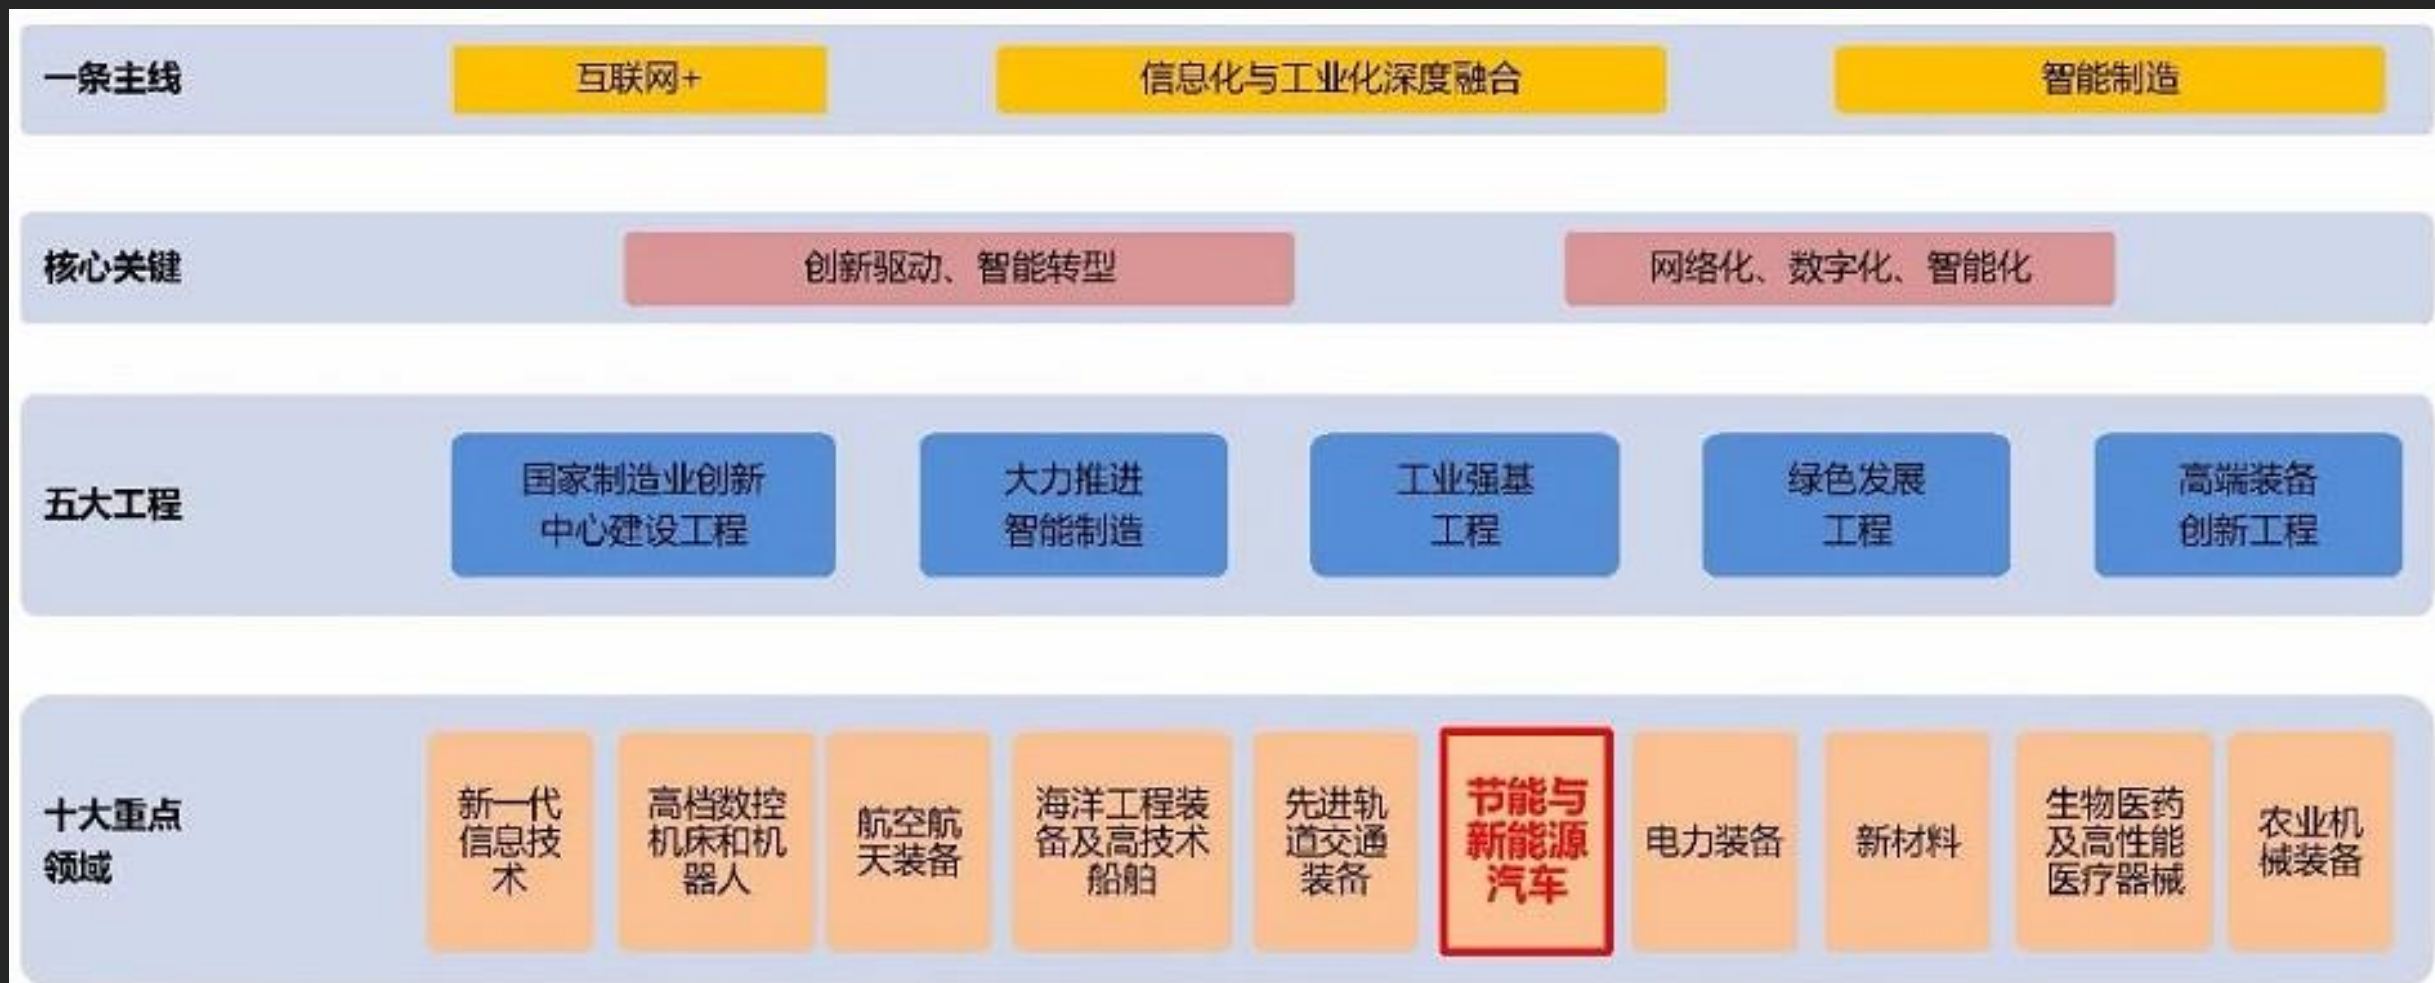 一条主线
互联网+
信息化与工业化深度融合
智能制造
核心关键
创新驱动、智能转型
网络化、数字化、智能化
五大工程
国家制造业创新
中心建设工程
大力推进
智能制造
工业强基
工程
绿色发展
工程
高端装备
创新工程
十大重点
领域
新一代
信息技
术
高档数控
机床和机
器人
航空航
天装备
海洋工程装
备及高技术
船舶
先进轨
道交通
装备
节能与
新能源
汽车
电力装备
新材料
生物医药
及高性能
医疗器械
农业机
械装备